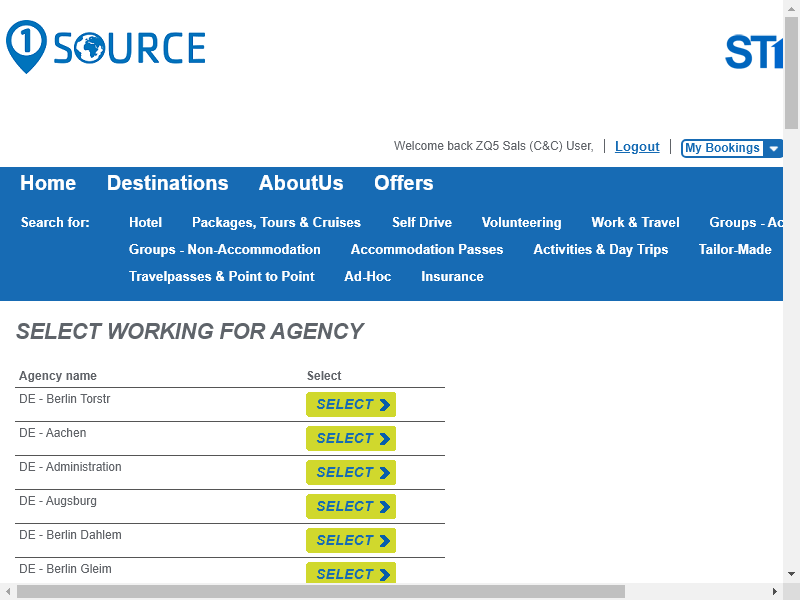 1 SOURCE
STA
Welcome back ZQ5 Sals (C&C) User, | Logout | My Bookings
Home Destinations AboutUs Offers
Search for: Hotel Packages, Tours & Cruises Self Drive Volunteering Work & Travel Groups - Ac
Groups - Non-Accommodation Accommodation Passes Activities & Day Trips Tailor-Made
Travelpasses & Point to Point Ad-Hoc Insurance
SELECT WORKING FOR AGENCY
Agency name Select
DE - Berlin Torstr SELECT
DE - Aachen SELECT
DE - Administration SELECT
DE - Augsburg SELECT
DE - Berlin Dahlem SELECT
DE - Berlin Gleim SELECT